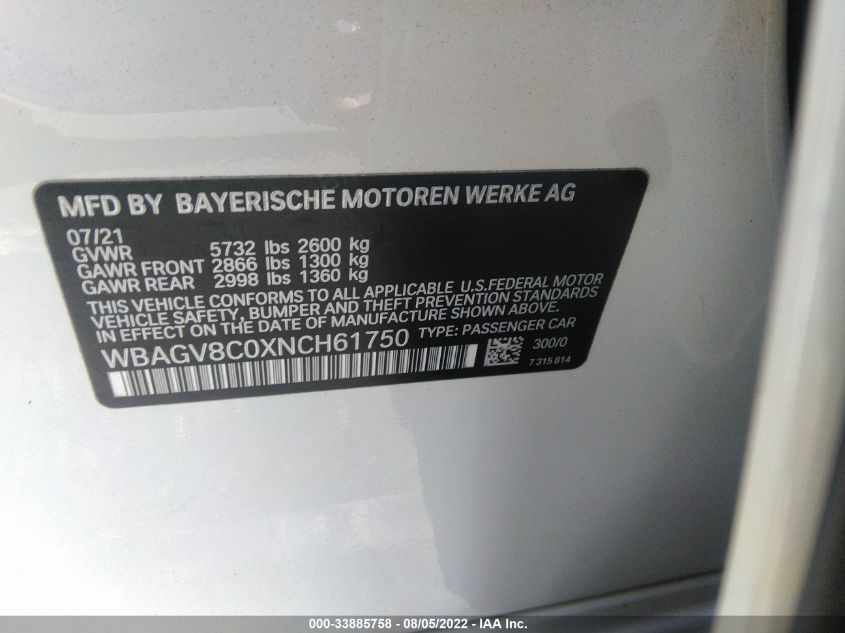 MFD BY BAYERISCHE MOTOREN WERKE AG
07/21
GVWR 5732 lbs 2600 kg
GAWR FRONT 2866 lbs 1300 kg
GAWR REAR 2998 lbs 1360 kg
THIS VEHICLE CONFORMS TO ALL APPLICABLE U.S.FEDERAL MOTOR
VEHICLE SAFETY, BUMPER AND THEFT PREVENTION STANDARDS
IN EFFECT ON THE DATE OF MANUFACTURE SHOWN ABOVE.
WBAGV8C0XNCH61750 TYPE: PASSENGER CAR
300/0
7315814
000-33885758 - 08/05/2022 - IAA Inc.